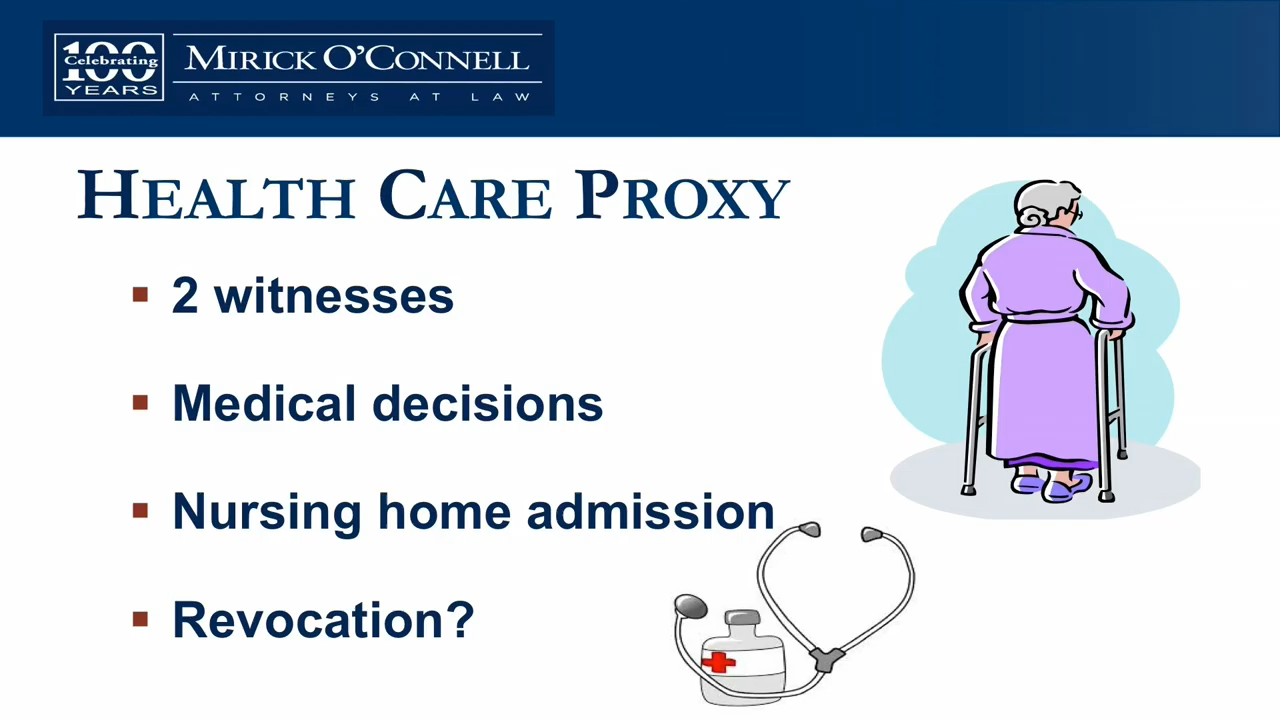 100
Celebrating
YEARS
MIRICK O'CONNELL
ATTORNEYS AT LAW
HEALTH CARE PROXY
2 witnesses
Medical decisions
Nursing home admission
Revocation?